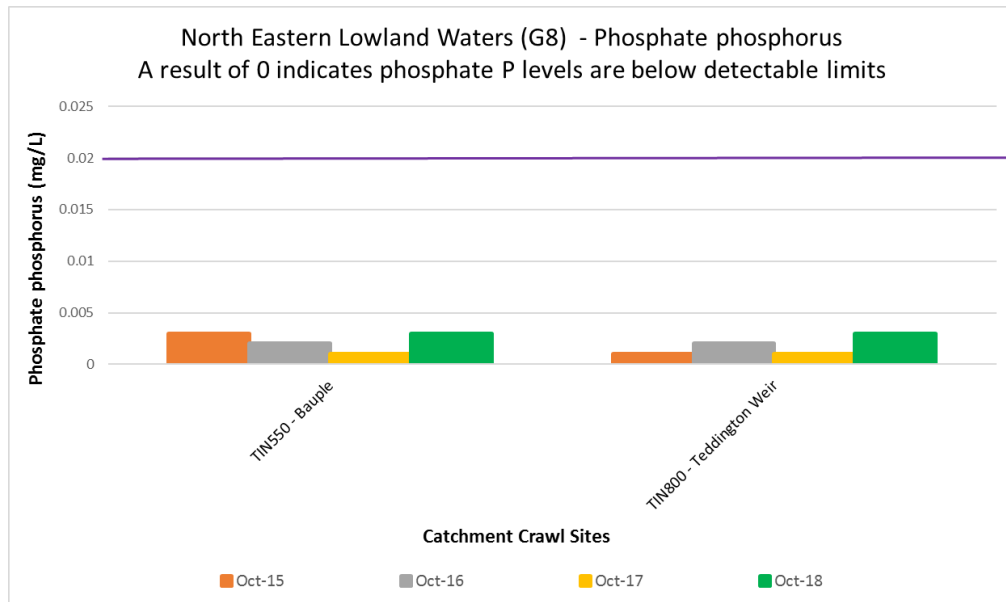 North Eastern Lowland Waters (G8)  - Phosphate phosphorus
A result of 0 indicates phosphate P levels are below detectable limits
Phosphate phosphorus (mg/L)
0.025
0.02
0.015
0.01
0.005
0
TIN550 - Bauple
TIN800 - Teddington Weir
Catchment Crawl Sites
Oct-15
Oct-16
Oct-17
Oct-18